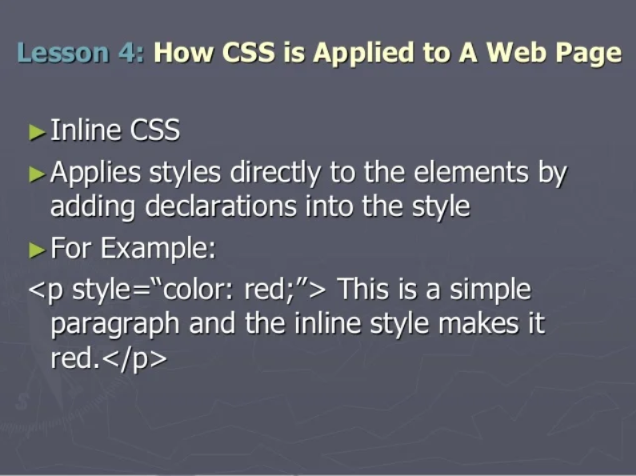 Lesson 4: How CSS is Applied to A Web Page
►Inline CSS
►Applies styles directly to the elements by
adding declarations into the style
►For Example:
<p style=“color: red;”> This is a simple
paragraph and the inline style makes it
red.</p>